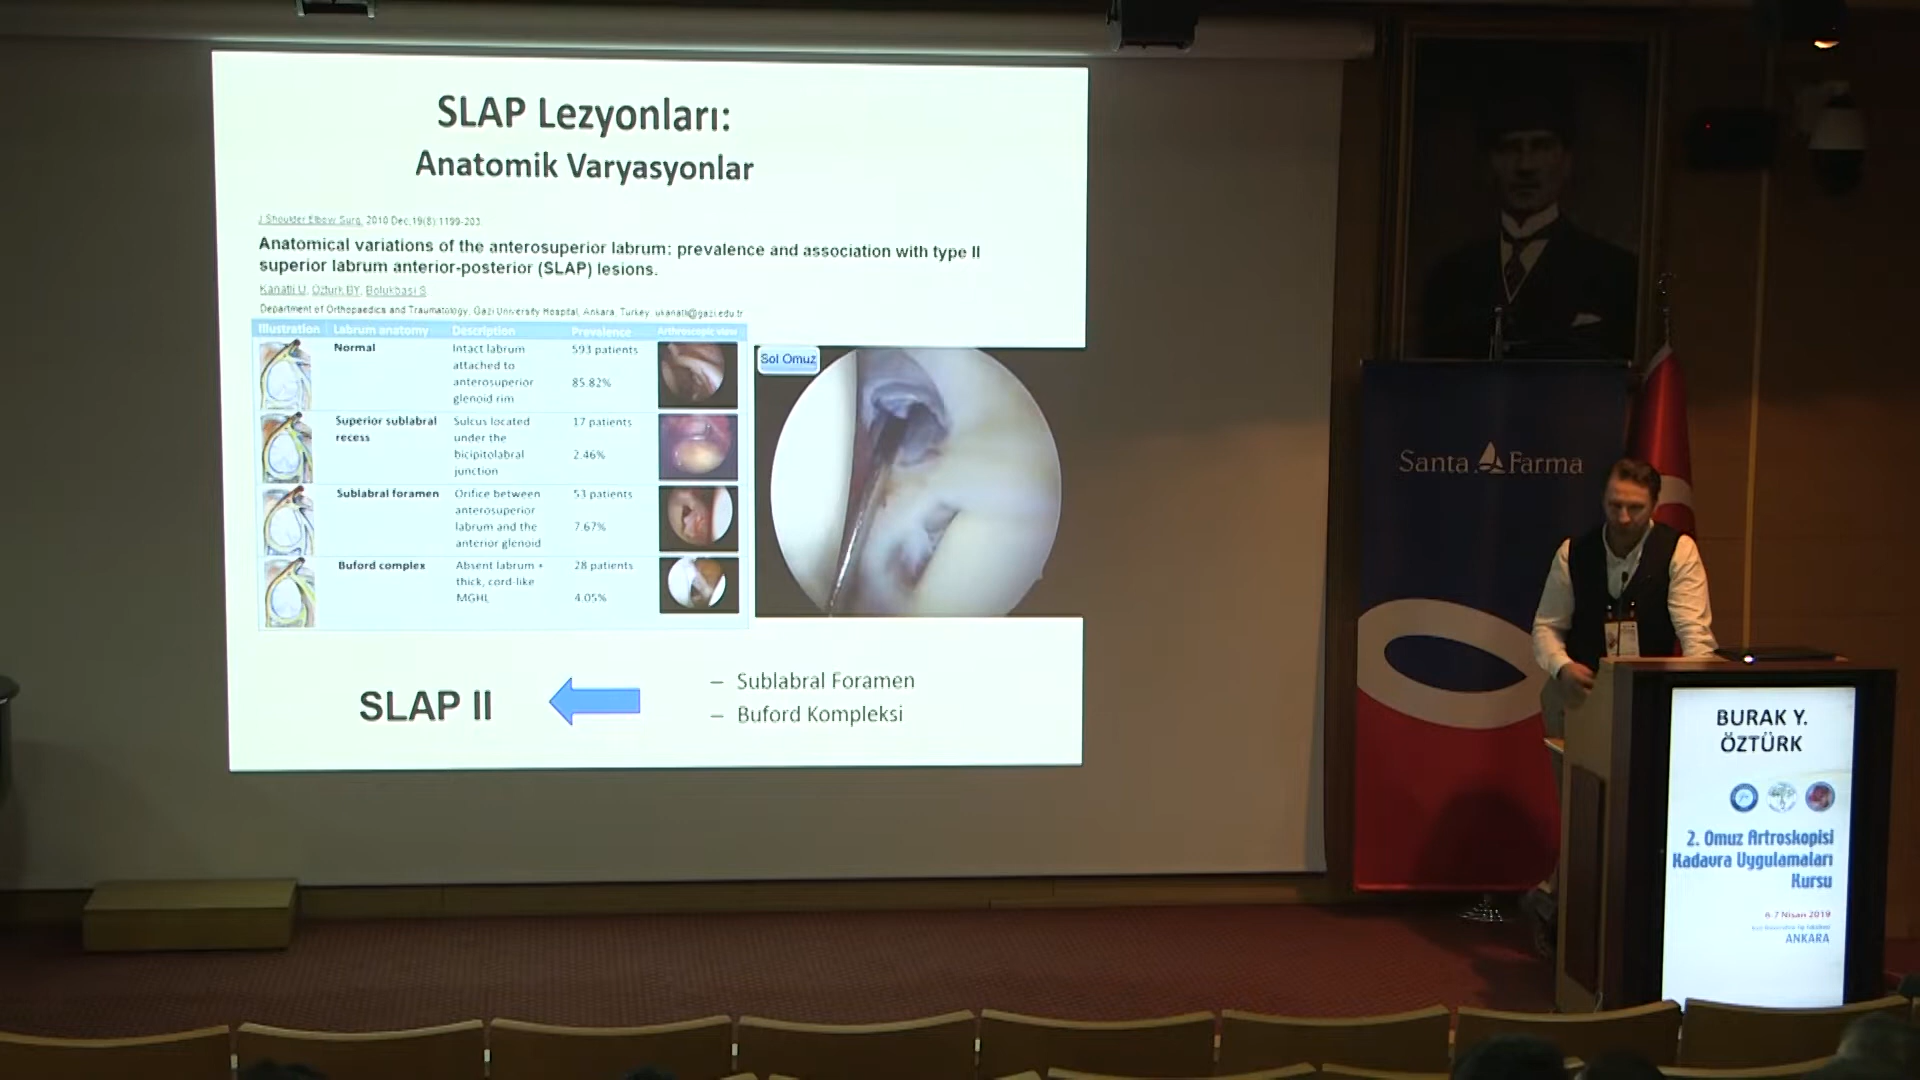 SLAP Lezyonları:
Anatomik Varyasyonlar
J Shoulder Elbow Surg. 2010 Dec;19(8):1199-203.
Anatomical variations of the anterosuperior labrum: prevalence and association with type II
superior labrum anterior-posterior (SLAP) lesions.
Kanatli U, Ozturk BY, Bolukbasi S
Department of Orthopaedics and Traumatology, Gazi University Hospital, Ankara, Turkey. ukanatli@gazi.edu.tr
Illustration Labrum anatomy Description Prevalence Arthroscopic view
Normal
Intact labrum
attached to
anterosuperior
glenoid rim
593 patients
85.82%
Superior sublabral
recess
Sulcus located
under the
bicipitolabral
junction
17 patients
2.46%
Sublabral foramen
Orifice between
anterosuperior
labrum and the
anterior glenoid
53 patients
7.67%
Buford complex
Absent labrum +
thick, cord-like
MGHL
28 patients
4.05%
Sol Omuz
SLAP II
– Sublabral Foramen
– Buford Kompleksi
Santa Farma
BURAK Y.
ÖZTÜRK
2. Omuz Artroskopisi
Kadavra Uygulamaları
Kursu
6-7 Nisan 2019
ANKARA